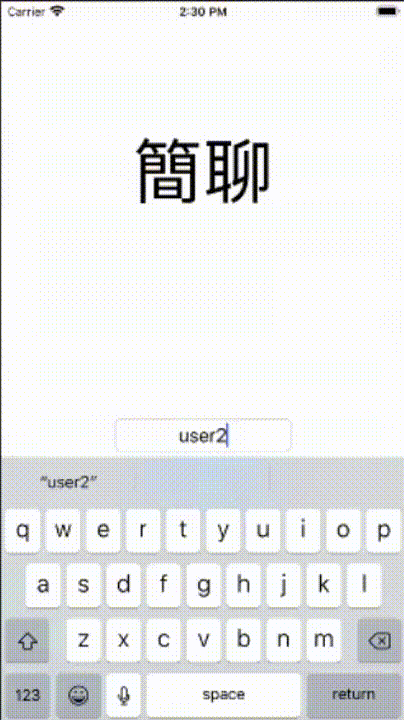 Carrier 2:30 PM
簡聊
user2
“user2”
q w e r t y u i o p
a s d f g h j k l
z x c v b n m
123 space return